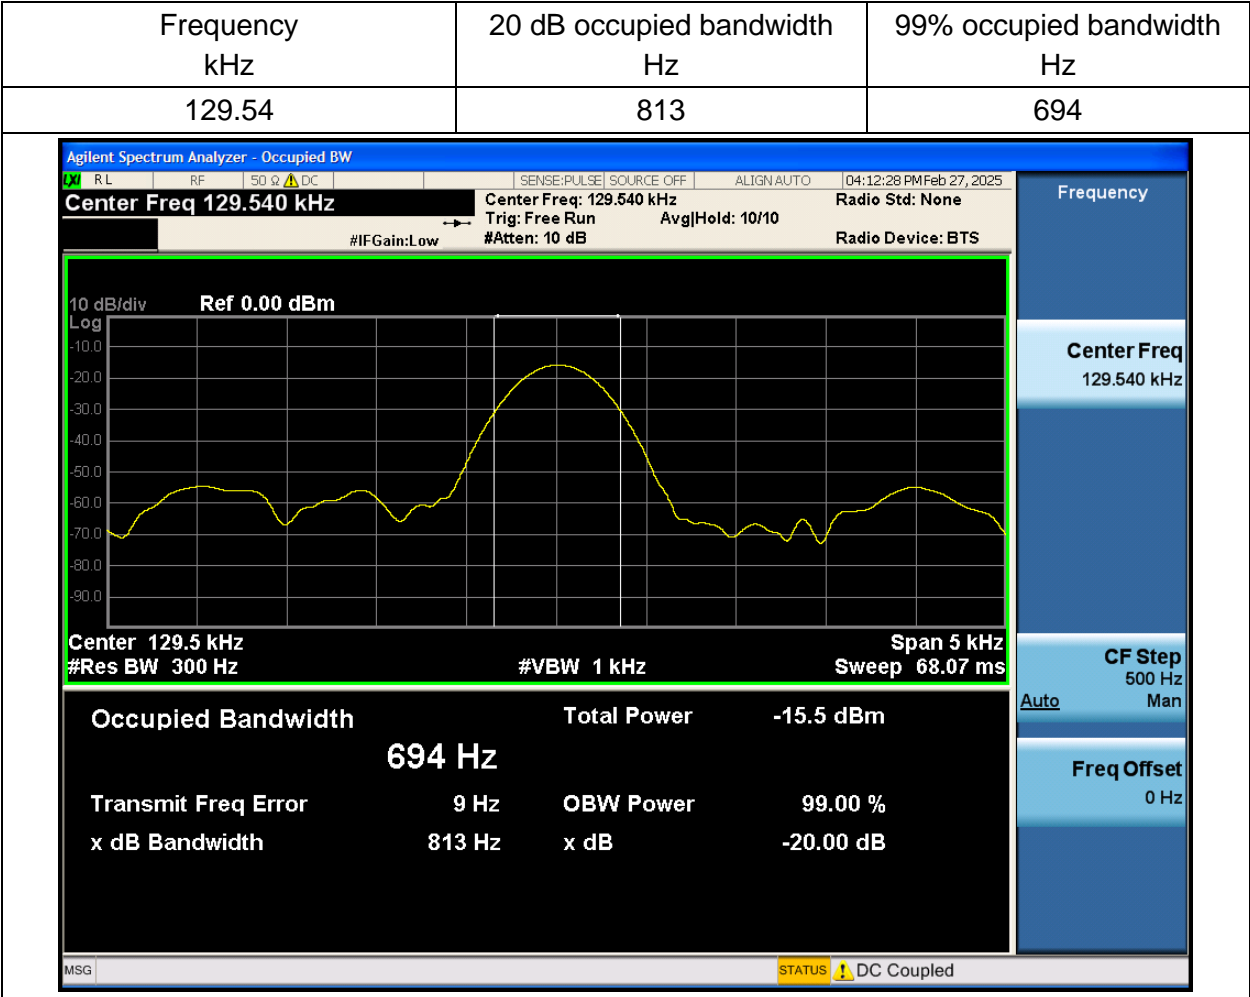 Frequency 20 dB occupied bandwidth 99% occupied bandwidth
kHz Hz Hz
129.54 813 694
Agilent Spectrum Analyzer - Occupied BW
LXI RL RF 50 Ω DC SENSE:PULSE SOURCE OFF ALIGN AUTO 04:12:28 PM Feb 27, 2025
Center Freq 129.540 kHz
Center Freq: 129.540 kHz Radio Std: None
Trig: Free Run Avg|Hold: 10/10
#IFGain:Low #Atten: 10 dB Radio Device: BTS
10 dB/div Ref 0.00 dBm
Log
-10.0
-20.0
-30.0
-40.0
-50.0
-60.0
-70.0
-80.0
-90.0
Center 129.5 kHz Span 5 kHz
#Res BW 300 Hz #VBW 1 kHz Sweep 68.07 ms
Occupied Bandwidth Total Power -15.5 dBm
694 Hz
Transmit Freq Error 9 Hz OBW Power 99.00 %
x dB Bandwidth 813 Hz x dB -20.00 dB
Frequency
Center Freq
129.540 kHz
CF Step
500 Hz
Auto Man
Freq Offset
0 Hz
MSG STATUS DC Coupled